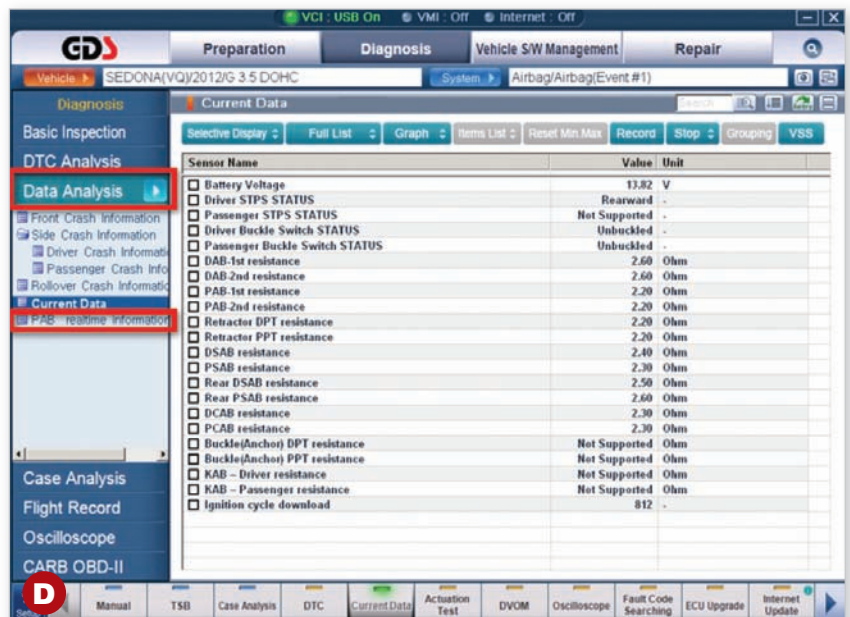 VCI : USB On VMI : Off Internet : Off
GDS Preparation Diagnosis Vehicle S/W Management Repair
Vehicle SEDONA(VQ)/2012/G 3.5 DOHC System Airbag/Airbag(Event #1)
Diagnosis
Basic Inspection
DTC Analysis
Data Analysis
Front Crash Information
Side Crash Information
Driver Crash Informati
Passenger Crash Info
Rollover Crash Informatic
Current Data
PAB realtime Information
Case Analysis
Flight Record
Oscilloscope
CARB OBD-II
Current Data Search
Selective Display Full List Graph Items List Reset Min.Max Record Stop Grouping VSS
Sensor Name Value Unit
Battery Voltage 13.82 V
Driver STPS STATUS Rearward -
Passenger STPS STATUS Not Supported -
Driver Buckle Switch STATUS Unbuckled -
Passenger Buckle Switch STATUS Unbuckled -
DAB-1st resistance 2.60 Ohm
DAB-2nd resistance 2.60 Ohm
PAB-1st resistance 2.20 Ohm
PAB-2nd resistance 2.20 Ohm
Retractor DPT resistance 2.20 Ohm
Retractor PPT resistance 2.20 Ohm
DSAB resistance 2.40 Ohm
PSAB resistance 2.30 Ohm
Rear DSAB resistance 2.50 Ohm
Rear PSAB resistance 2.60 Ohm
DCAB resistance 2.30 Ohm
PCAB resistance 2.30 Ohm
Buckle(Anchor) DPT resistance Not Supported Ohm
Buckle(Anchor) PPT resistance Not Supported Ohm
KAB – Driver resistance Not Supported Ohm
KAB – Passenger resistance Not Supported Ohm
Ignition cycle download 812 -
D
Manual TSB Case Analysis DTC Current Data Actuation Test DVOM Oscilloscope Fault Code Searching ECU Upgrade Internet Update